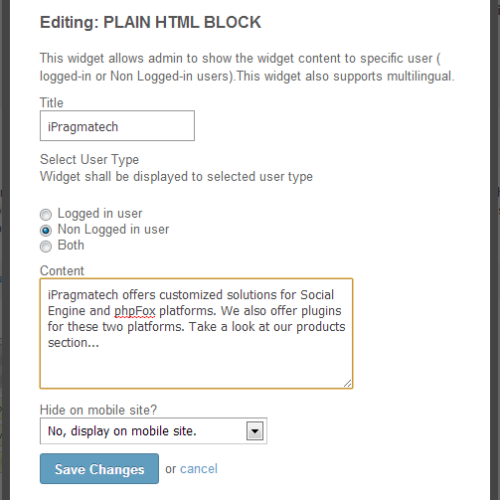 Editing: PLAIN HTML BLOCK
This widget allows admin to show the widget content to specific user (
logged-in or Non Logged-in users).This widget also supports multilingual.
Title
iPragmatech
Select User Type
Widget shall be displayed to selected user type
Logged in user
Non Logged in user
Both
Content
iPragmatech offers customized solutions for Social
Engine and phpFox platforms. We also offer plugins
for these two platforms. Take a look at our products
section...
Hide on mobile site?
No, display on mobile site.
Save Changes or cancel